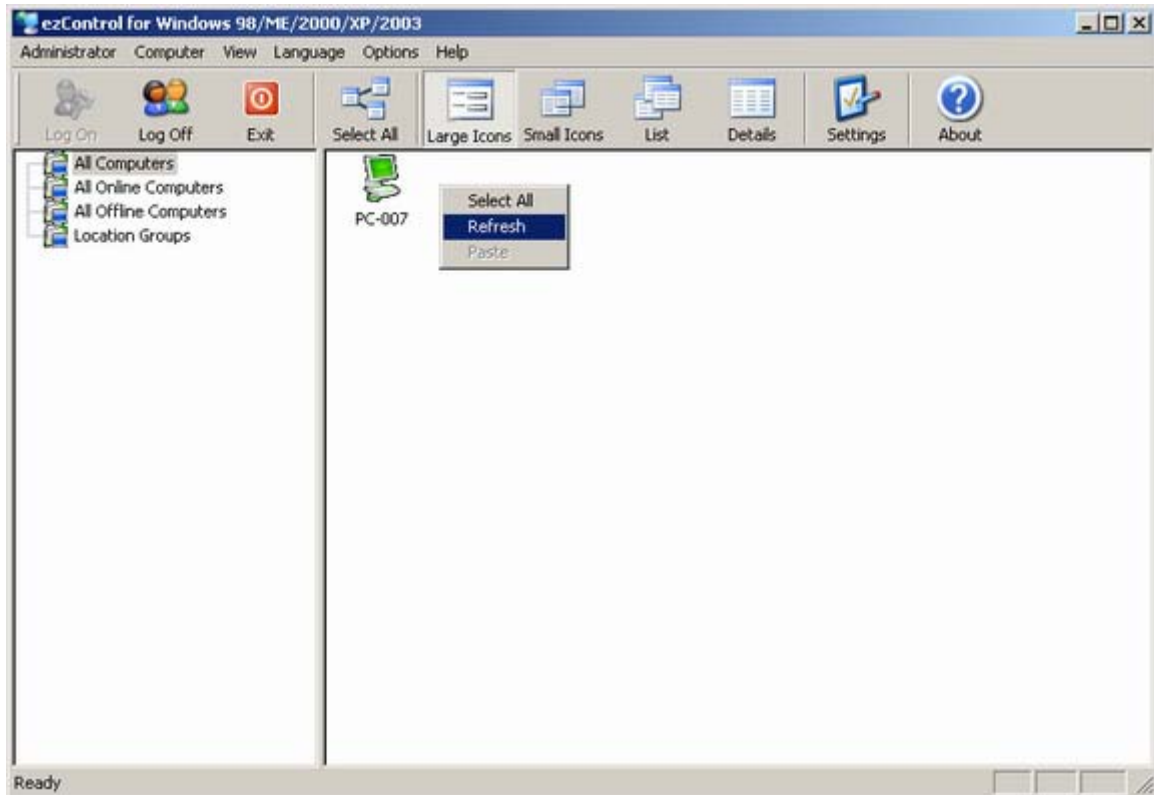 ezControl for Windows 98/ME/2000/XP/2003
Administrator Computer View Language Options Help
Log On Log Off Exit Select All Large Icons Small Icons List Details Settings About
All Computers
All Online Computers
All Offline Computers
Location Groups
PC-007
Select All
Refresh
Paste
Ready